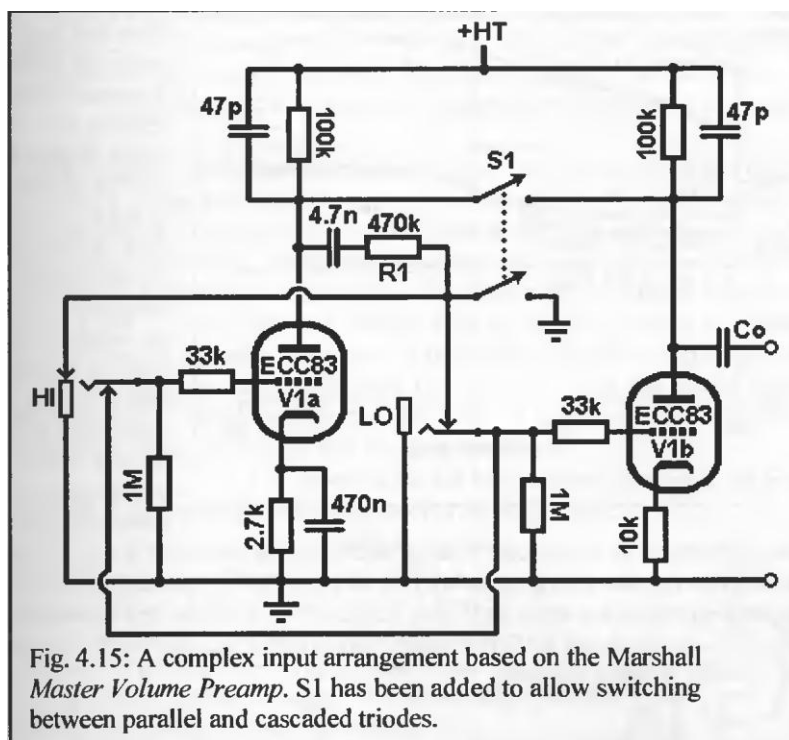 +HT
47p
100k
100k
47p
S1
4.7n
470k
R1
Co
33k
ECC83
V1a
HI
LO
33k
ECC83
V1b
1M
2.7k
470n
1M
10k
Fig. 4.15: A complex input arrangement based on the Marshall
Master Volume Preamp. S1 has been added to allow switching
between parallel and cascaded triodes.